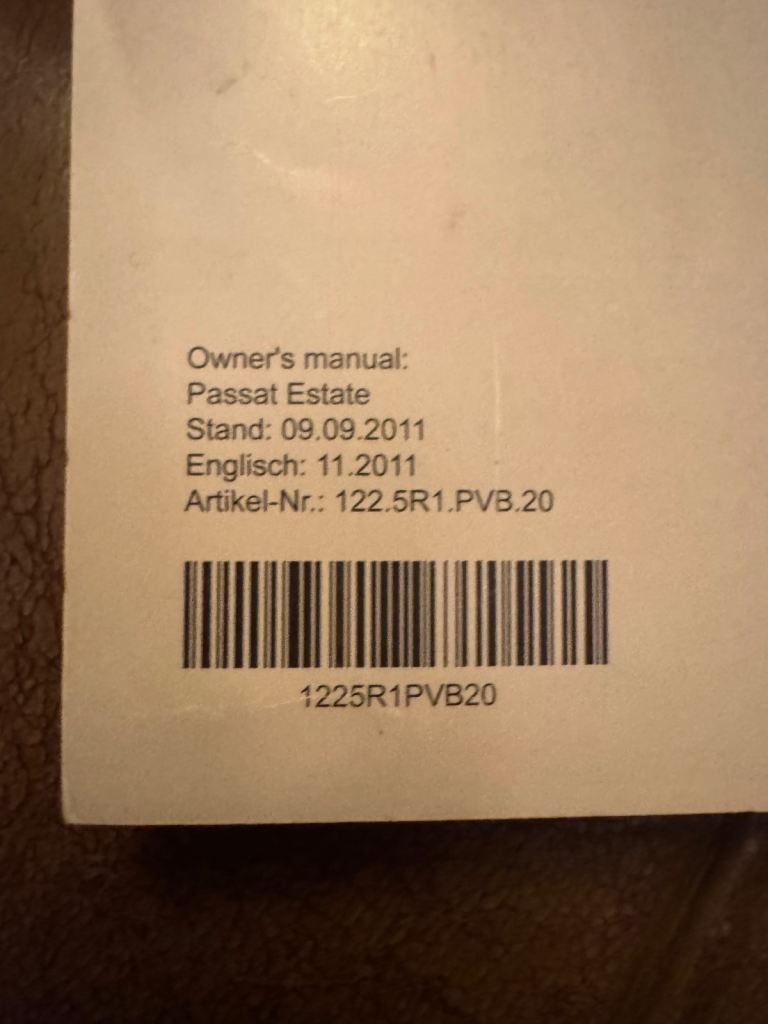 Owner's manual:
Passat Estate
Stand: 09.09.2011
Englisch: 11.2011
Artikel-Nr.: 122.5R1.PVB.20
1225R1PVB20